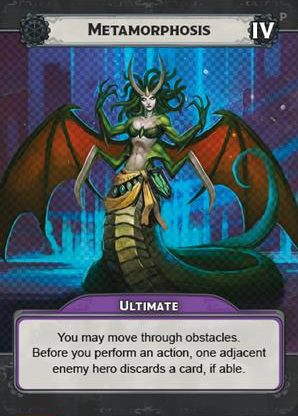 METAMORPHOSIS
IV
P
ULTIMATE
You may move through obstacles.
Before you perform an action, one adjacent
enemy hero discards a card, if able.